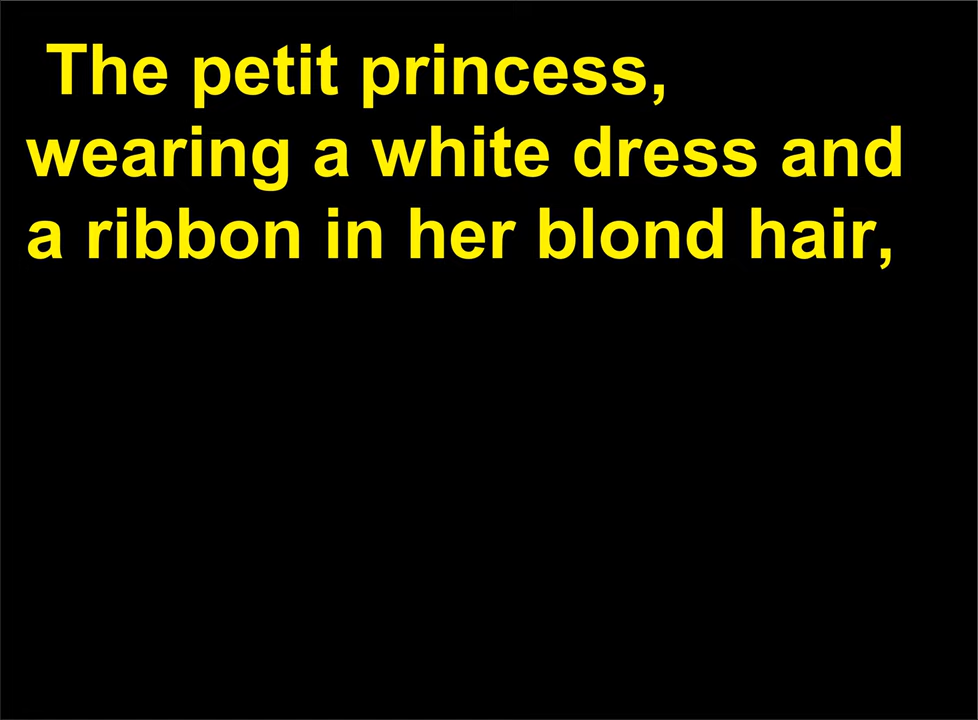 The petit princess,
wearing a white dress and
a ribbon in her blond hair,